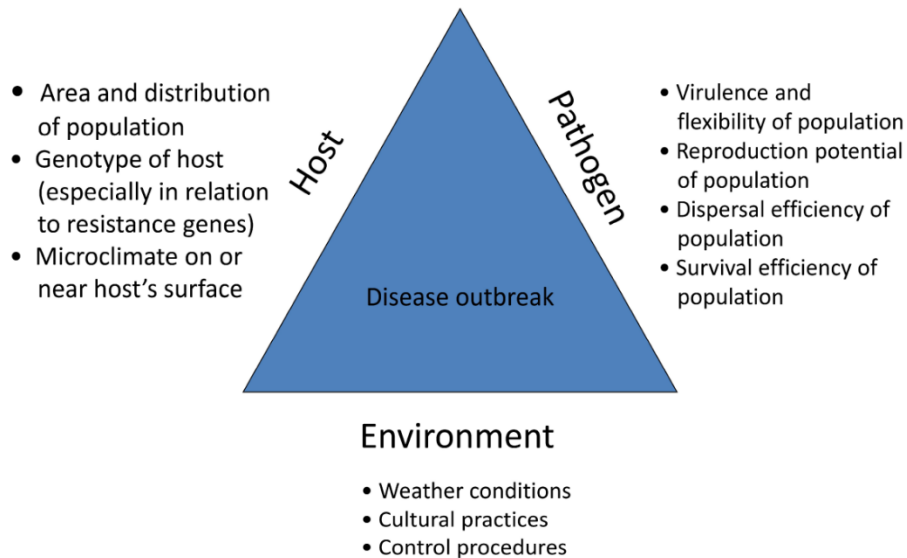 • Area and distribution
of population
• Genotype of host
(especially in relation
to resistance genes)
• Microclimate on or
near host's surface
Host
Pathogen
• Virulence and
flexibility of population
• Reproduction potential
of population
• Dispersal efficiency of
population
• Survival efficiency of
population
Disease outbreak
Environment
• Weather conditions
• Cultural practices
• Control procedures